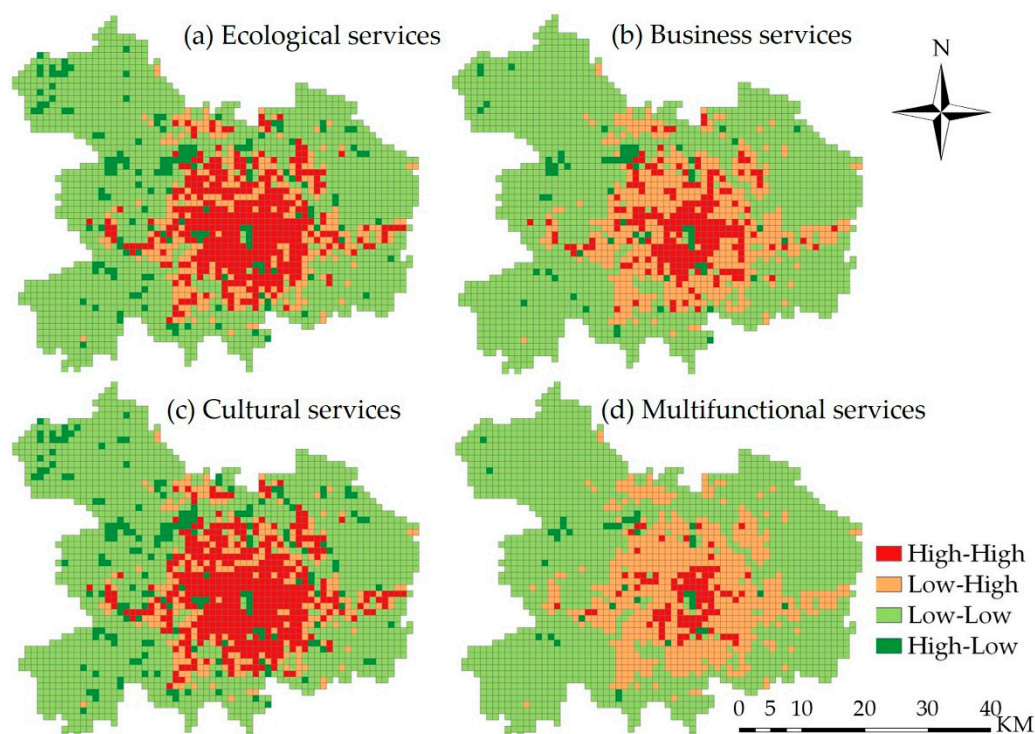 (a) Ecological services
(b) Business services
N
(c) Cultural services
(d) Multifunctional services
High-High
Low-High
Low-Low
High-Low
0 5 10 20 30 40
KM